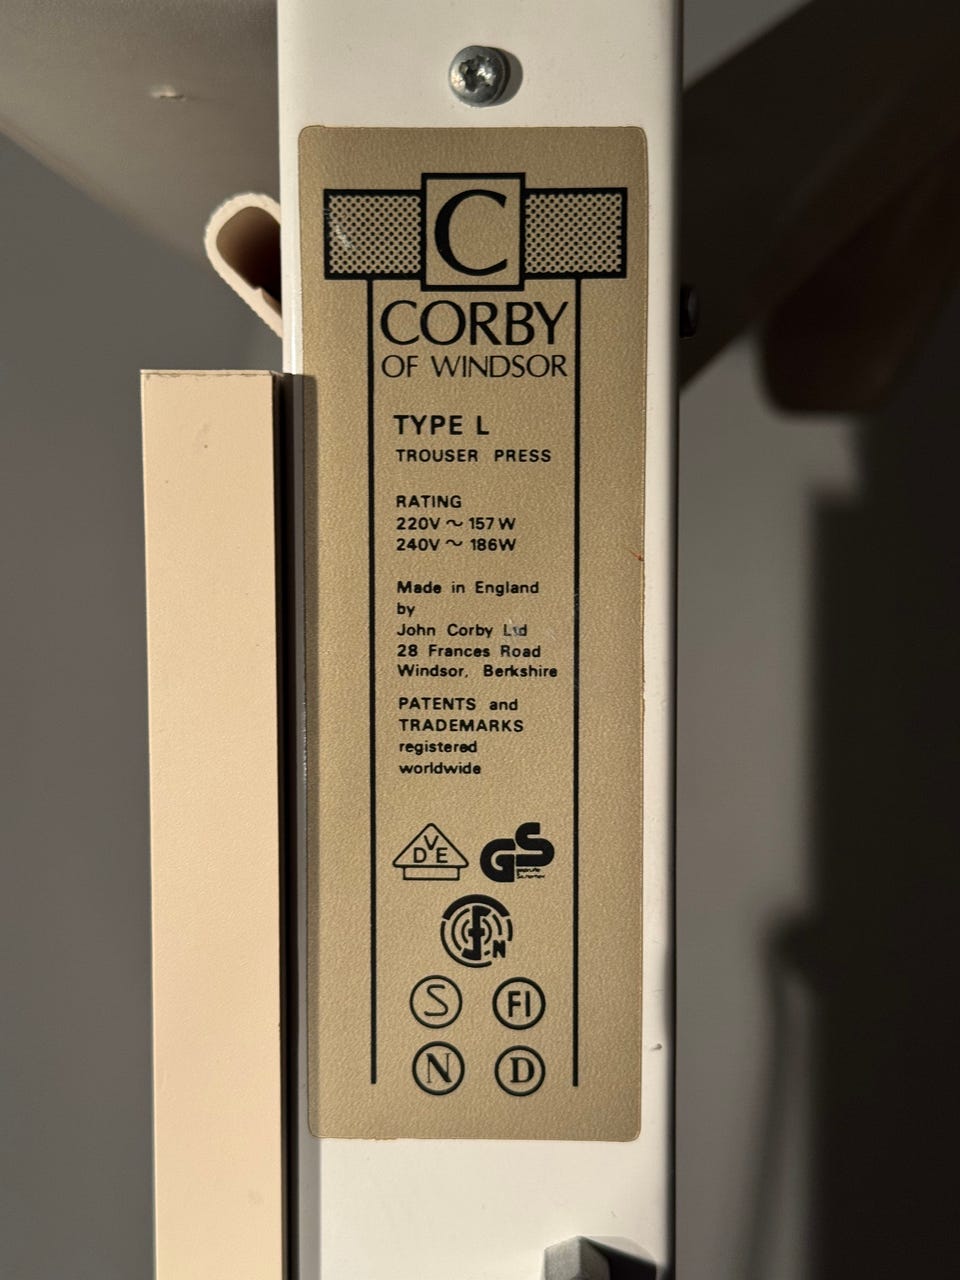 C
CORBY
OF WINDSOR
TYPE L
TROUSER PRESS
RATING
220V ~ 157W
240V ~ 186W
Made in England
by
John Corby Ltd
28 Frances Road
Windsor, Berkshire
PATENTS and
TRADEMARKS
registered
worldwide
DVE GS
F-N
S FI
N D